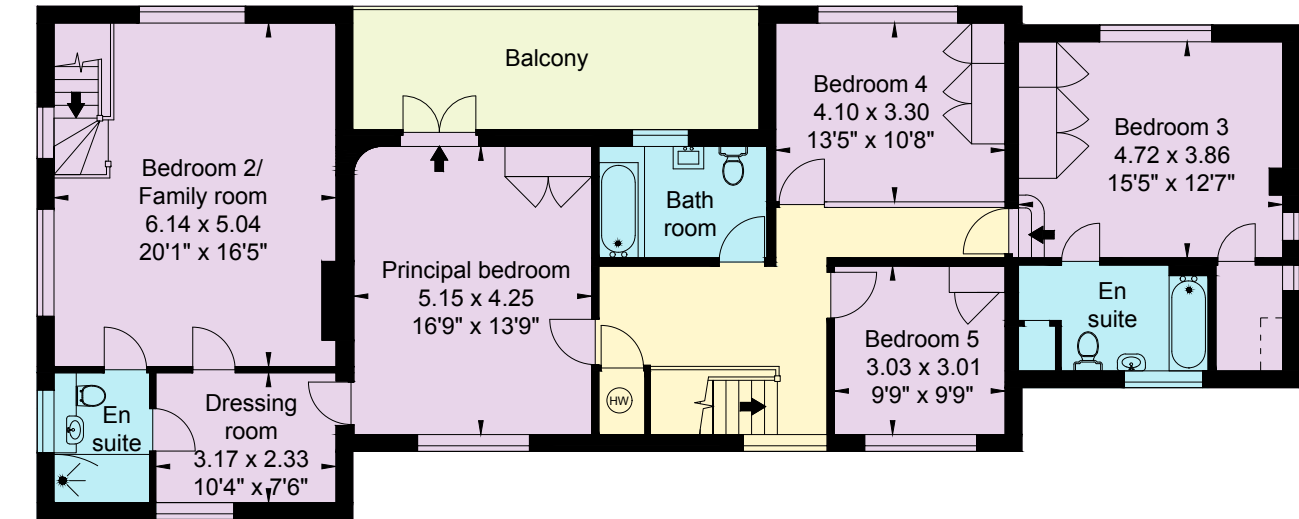 Balcony
Bedroom 4
4.10 x 3.30
13'5" x 10'8"
Bedroom 3
4.72 x 3.86
15'5" x 12'7"
Bedroom 2/
Family room
6.14 x 5.04
20'1" x 16'5"
Bath
room
Principal bedroom
5.15 x 4.25
16'9" x 13'9"
En
suite
Bedroom 5
3.03 x 3.01
9'9" x 9'9"
HW
En
suite
Dressing
room
3.17 x 2.33
10'4" x 7'6"